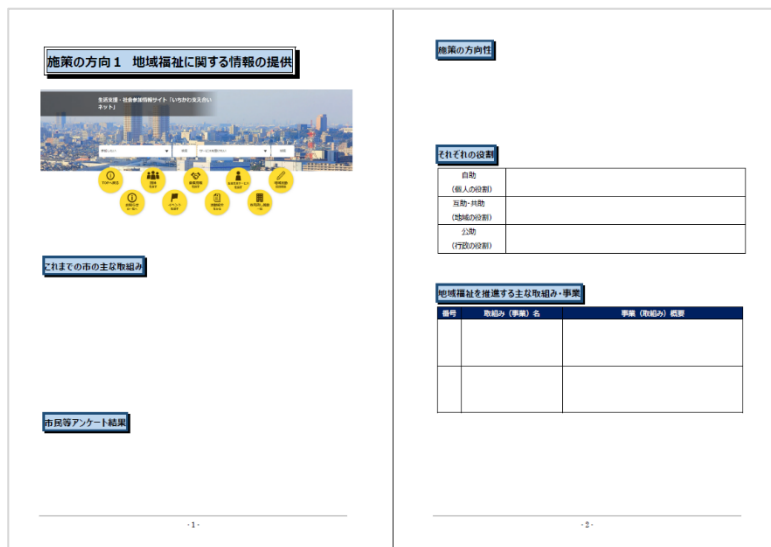 施策の方向1 地域福祉に関する情報の提供
生活支援・社会参加情報サイト「いちかわ支え合い
ネット」
これまでの市の主な取組み
市民等アンケート結果
- 1 -
施策の方向性
それぞれの役割
自助
(個人の役割)
互助・共助
(地域の役割)
公助
(行政の役割)
地域福祉を推進する主な取組み・事業
番号 取組み(事業)名 事業(取組み)概要
- 2 -